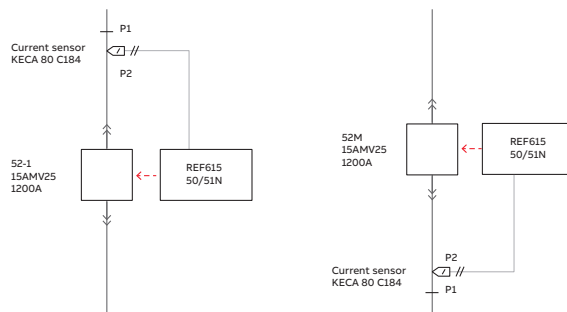 P1
Current sensor
KECA 80 C184
P2
52-1
15AMV25
1200A
REF615
50/51N
52M
15AMV25
1200A
REF615
50/51N
P2
Current sensor
KECA 80 C184
P1